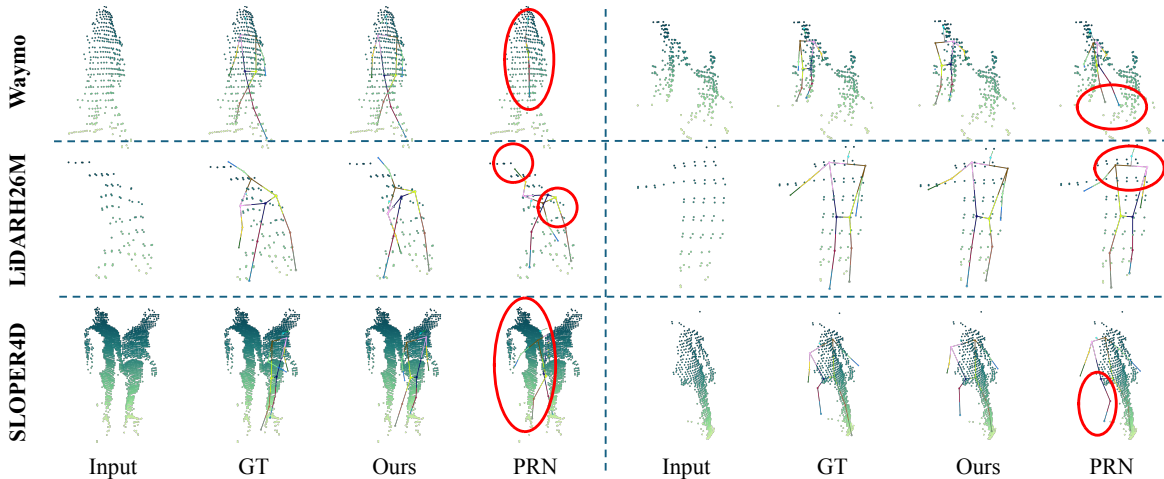 Waymo
LiDARH26M
SLOPER4D
Input GT Ours PRN Input GT Ours PRN